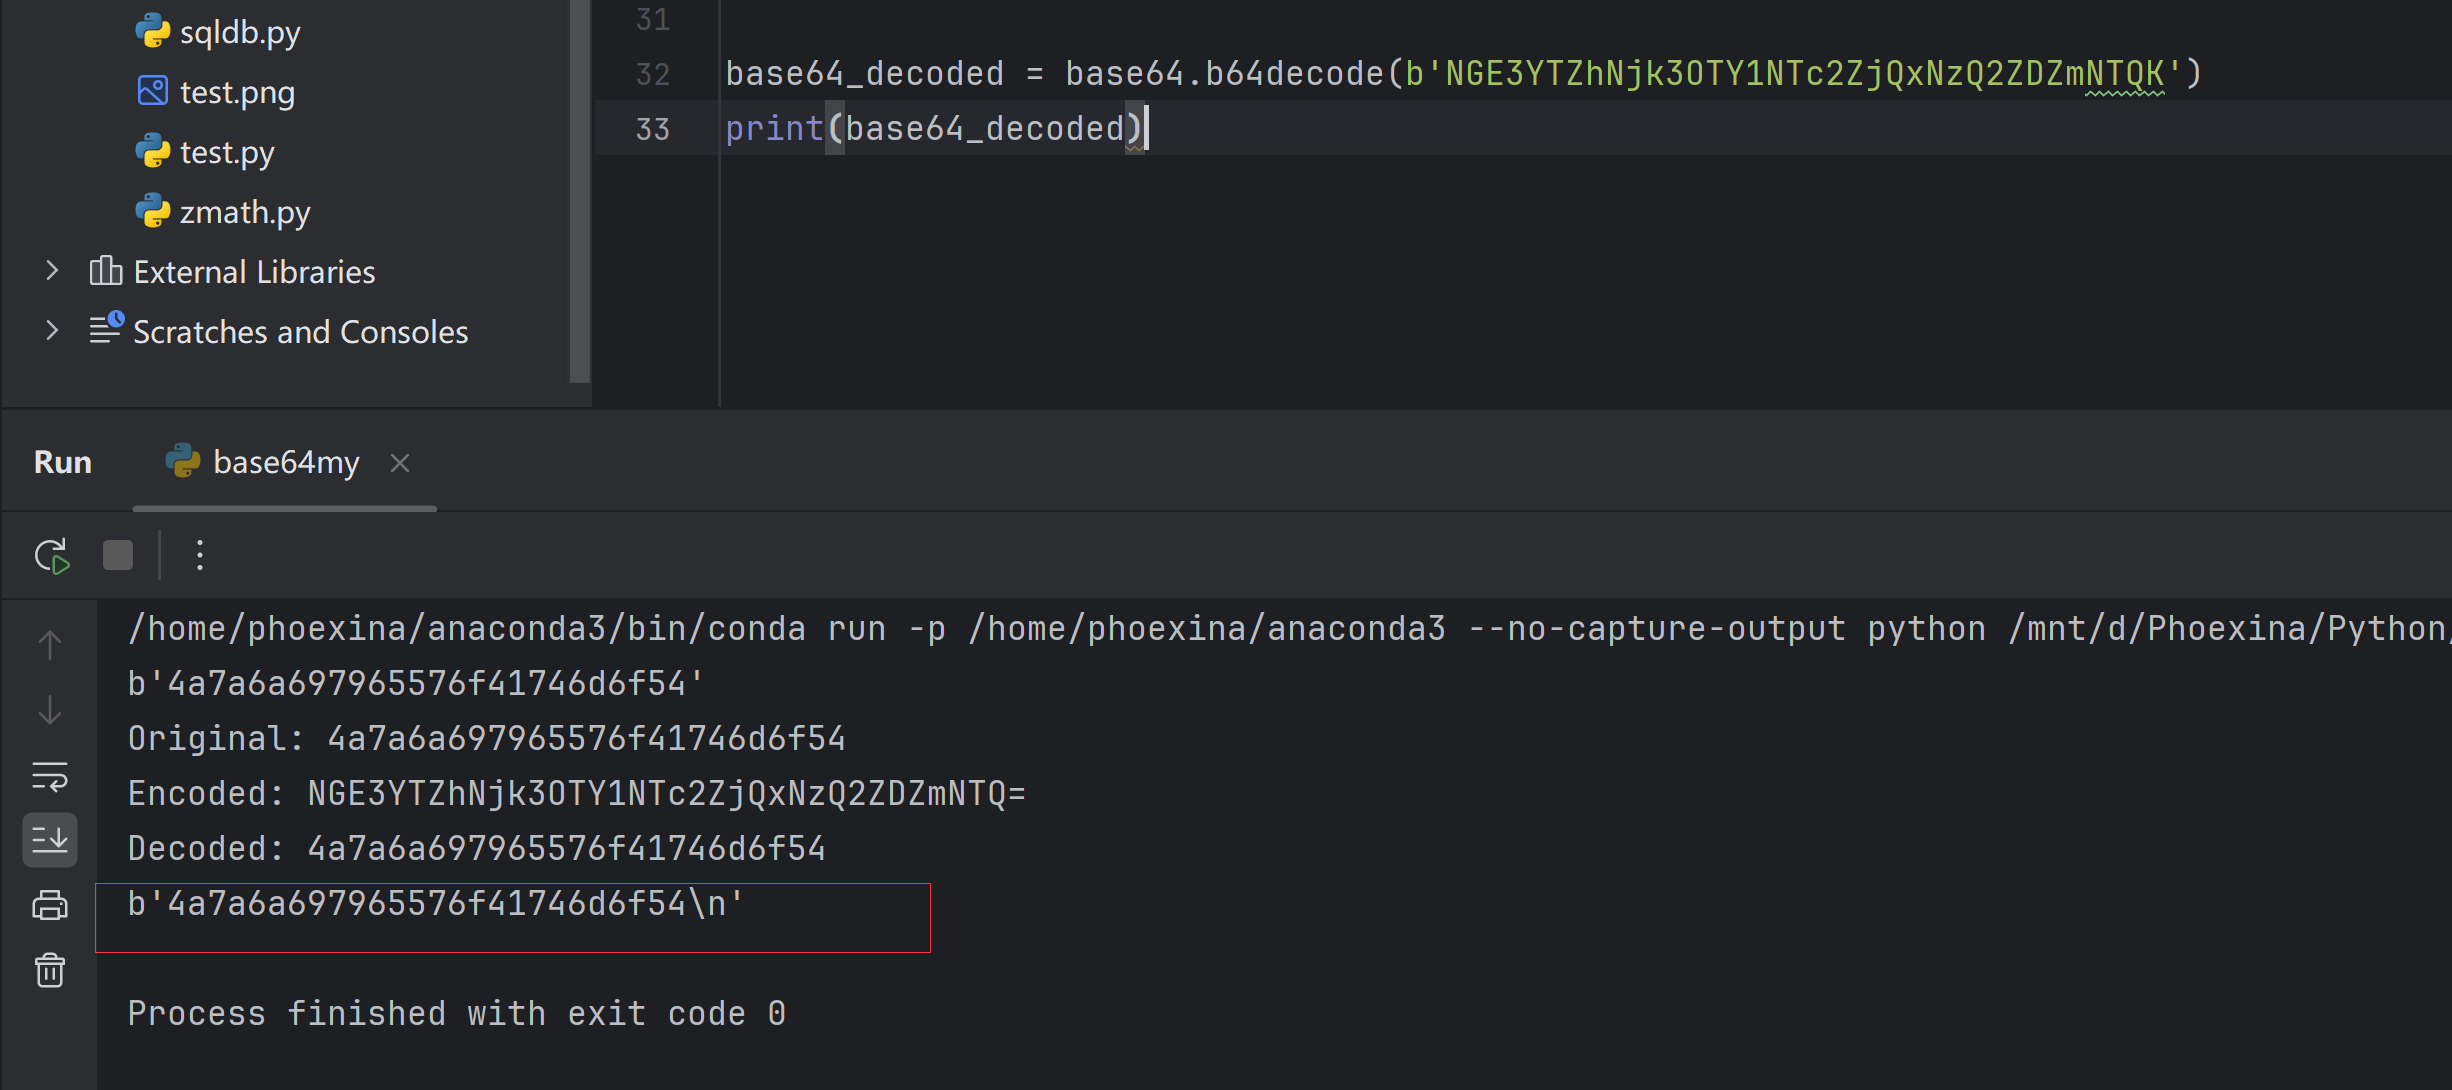 sqldb.py
test.png
test.py
zmath.py
External Libraries
Scratches and Consoles
31
32 base64_decoded = base64.b64decode(b'NGE3YTZhNjk3OTY1NTc2ZjQxNzQ2ZDZmNTQK')
33 print(base64_decoded)
Run base64my
/home/phoexina/anaconda3/bin/conda run -p /home/phoexina/anaconda3 --no-capture-output python /mnt/d/Phoexina/Python/
b'4a7a6a697965576f41746d6f54'
Original: 4a7a6a697965576f41746d6f54
Encoded: NGE3YTZhNjk3OTY1NTc2ZjQxNzQ2ZDZmNTQ=
Decoded: 4a7a6a697965576f41746d6f54
b'4a7a6a697965576f41746d6f54\n'
Process finished with exit code 0